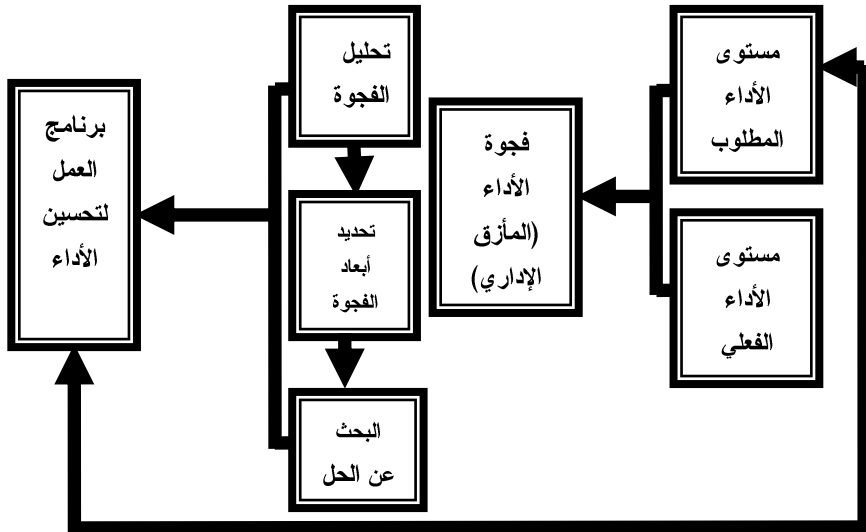 مستوى
الأداء
المطلوب
مستوى
الأداء
الفعلي
فجوة
الأداء
(المأزق
الإداري)
تحليل
الفجوة
تحديد
أبعاد
الفجوة
البحث
عن الحل
برنامج
العمل
لتحسين
الأداء